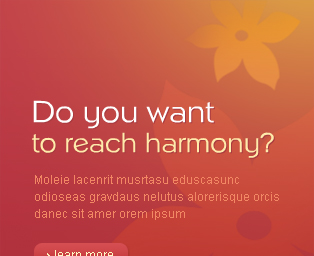 Do you want
to reach harmony?
Moleie lacenrit musrtasu eduscasunc
odioseas gravdaus nelutus alorerisque orcis
danec sit amer orem ipsum
› learn more